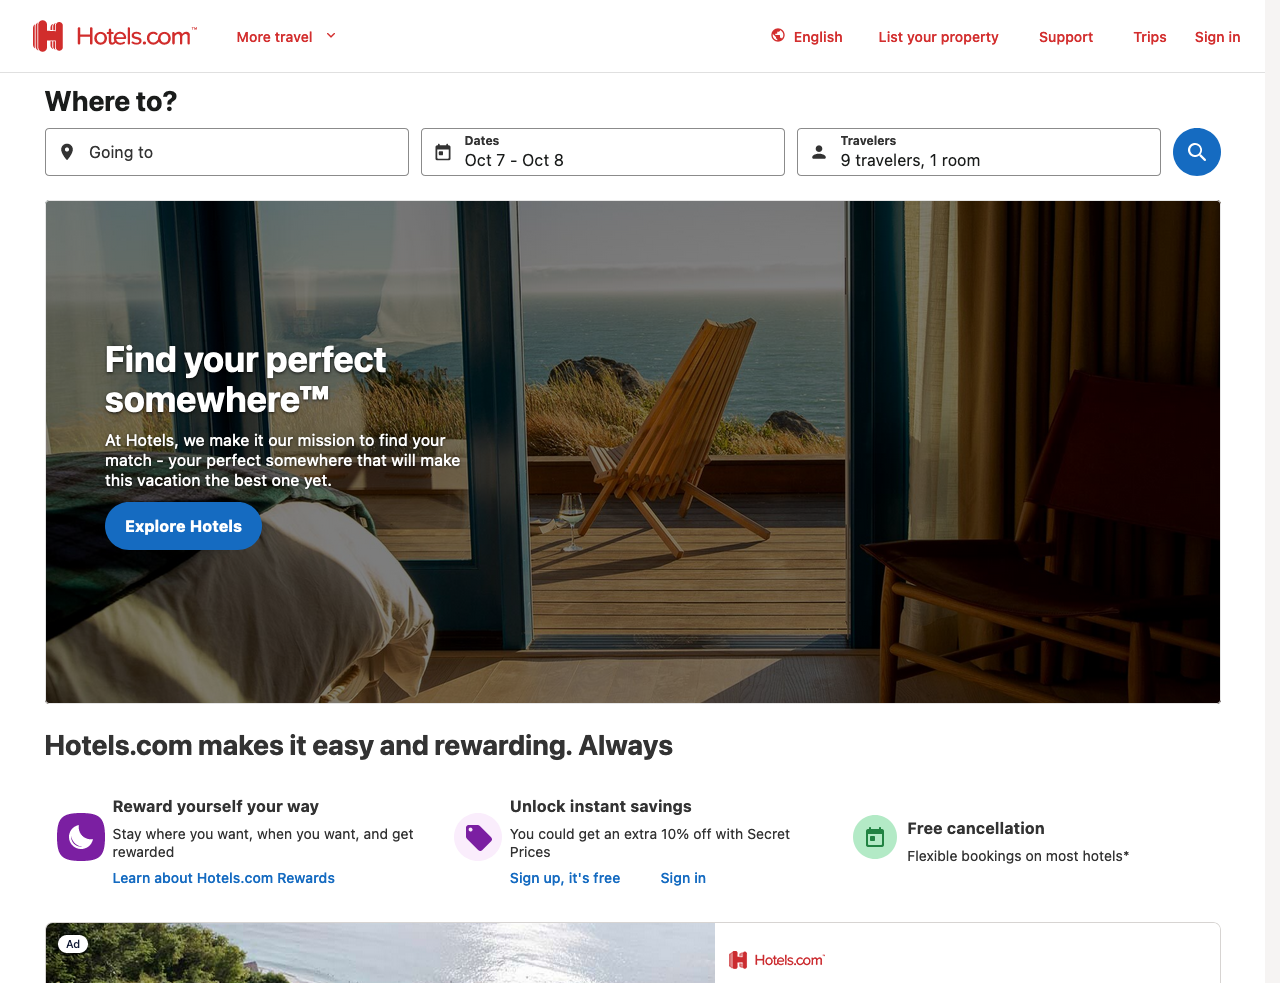 Hotels.com™
More travel
English
List your property
Support
Trips
Sign in
Where to?
Going to
Dates
Oct 7 - Oct 8
Travelers
9 travelers, 1 room
Find your perfect
somewhere™
At Hotels, we make it our mission to find your
match - your perfect somewhere that will make
this vacation the best one yet.
Explore Hotels
Hotels.com makes it easy and rewarding. Always
Reward yourself your way
Stay where you want, when you want, and get
rewarded
Learn about Hotels.com Rewards
Unlock instant savings
You could get an extra 10% off with Secret
Prices
Sign up, it's free
Sign in
Free cancellation
Flexible bookings on most hotels*
Ad
Hotels.com